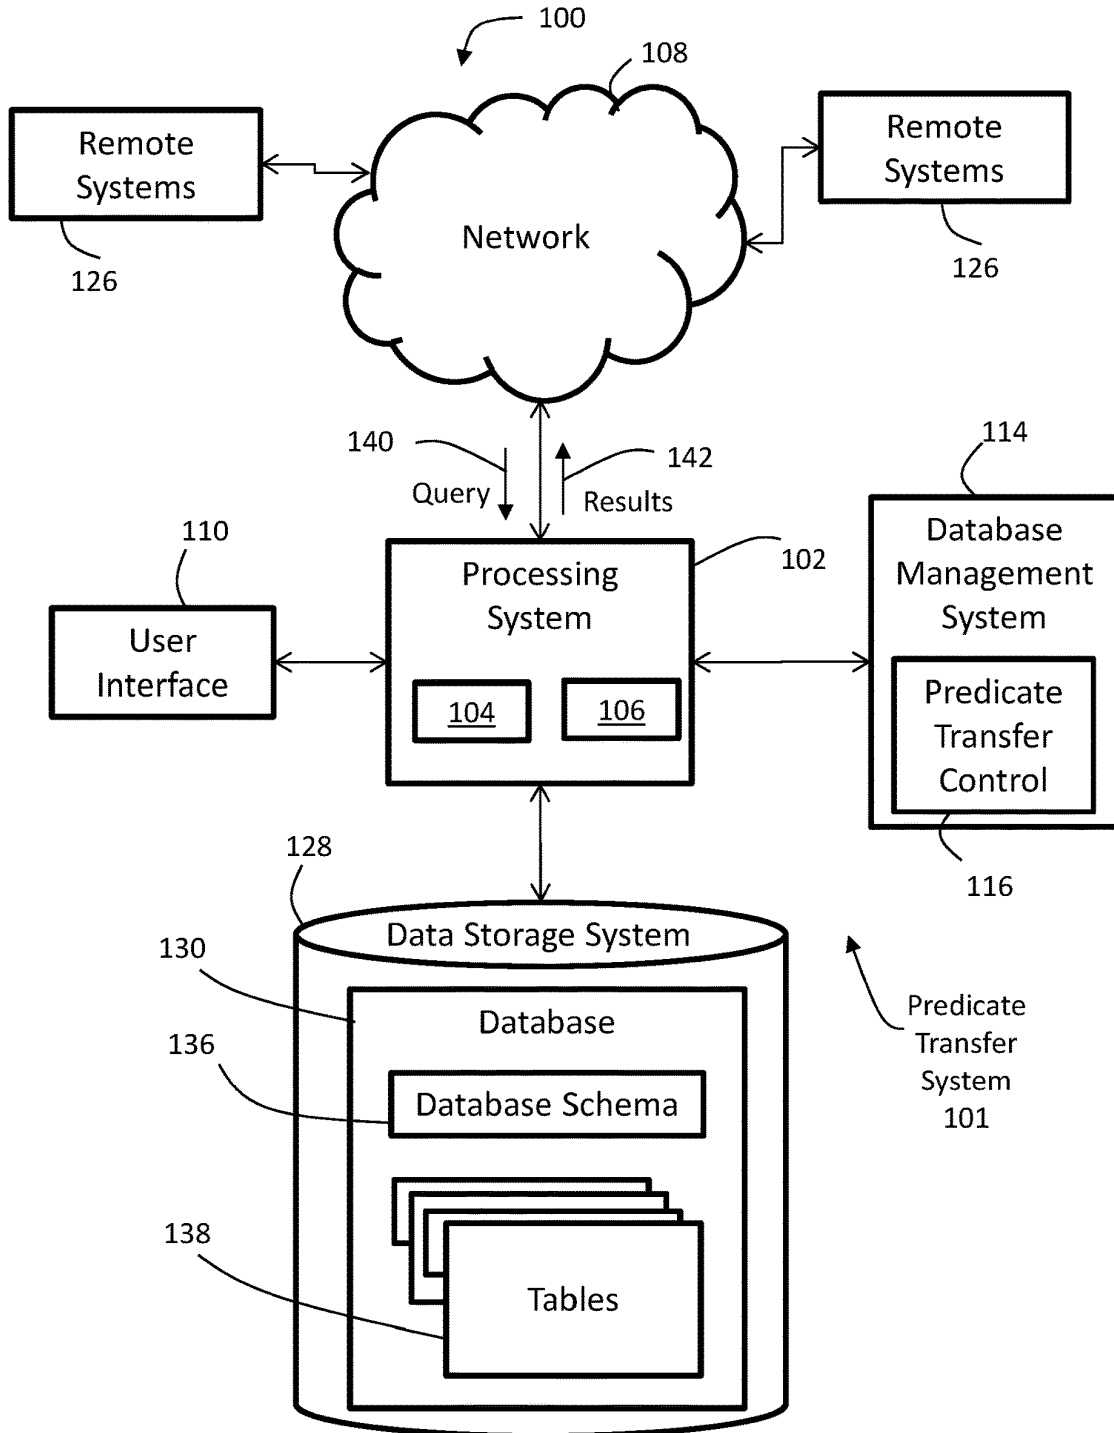 100
108
Remote
Systems
126
Network
Remote
Systems
126
140
Query
142
Results
114
Database
Management
System
Predicate
Transfer
Control
116
110
User
Interface
102
Processing
System
104
106
128
Data Storage System
130
Database
136
Database Schema
138
Tables
Predicate
Transfer
System
101